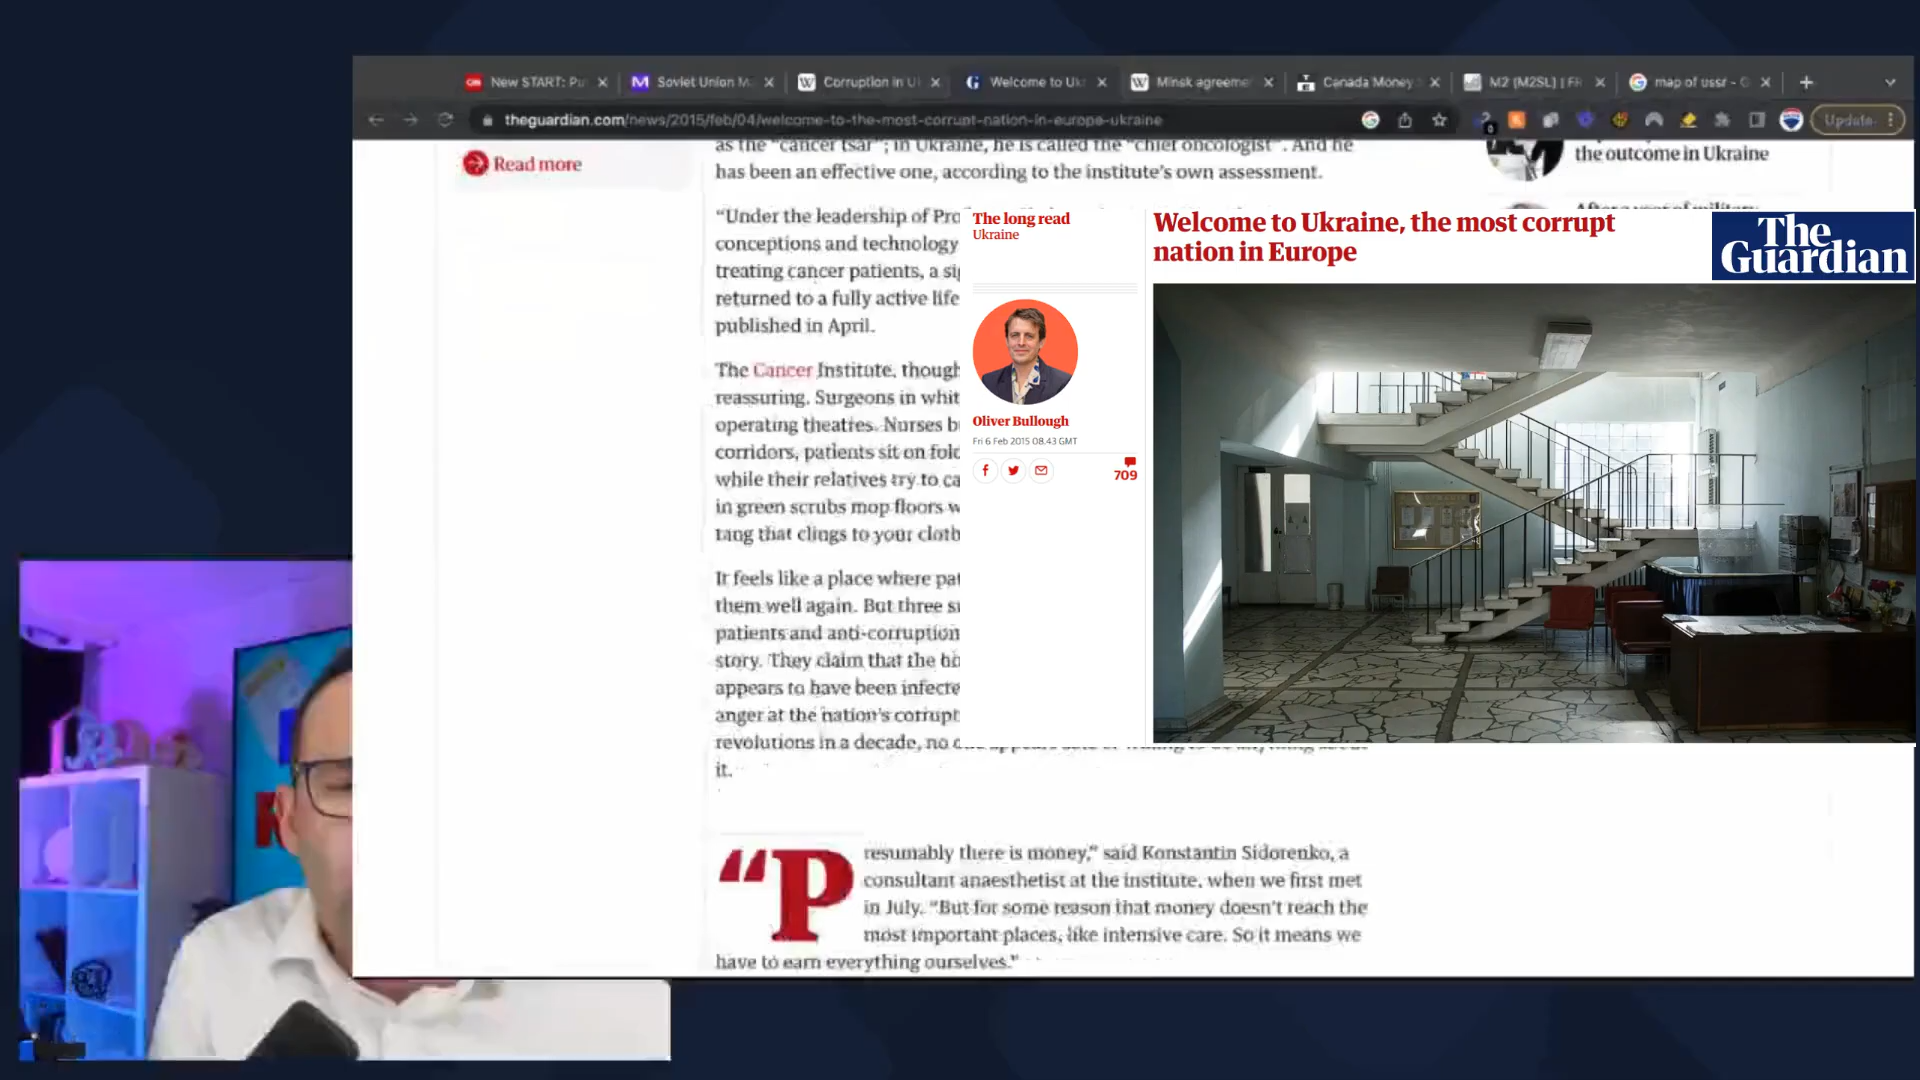 New START: Pu
Soviet Union M
Corruption in U
Welcome to Uk
Minsk agreeme
Canada Money
M2 (M2SL) | FR
map of ussr - G
theguardian.com/news/2015/feb/04/welcome-to-the-most-corrupt-nation-in-europe-ukraine
Update
Read more
as the "cancer tsar"; in Ukraine, he is called the "chief oncologist". And he
has been an effective one, according to the institute's own assessment.
the outcome in Ukraine
"Under the leadership of Pro
conceptions and technology
treating cancer patients, a si
returned to a fully active life
published in April.
The Cancer Institute, though
reassuring. Surgeons in whit
operating theatres. Nurses b
corridors, patients sit on fold
while their relatives try to ca
in green scrubs mop floors w
tang that clings to your cloth
It feels like a place where pat
them well again. But three s
patients and anti-corruption
story. They claim that the
appears to have been infecte
anger at the nation's corrupt
revolutions in a decade, no
it.
The long read
Ukraine
Welcome to Ukraine, the most corrupt
nation in Europe
The
Guardian
Oliver Bullough
Fri 6 Feb 2015 08.43 GMT
709
"Presumably there is money," said Konstantin Sidorenko, a
consultant anaesthetist at the institute, when we first met
in July. "But for some reason that money doesn't reach the
most important places, like intensive care. So it means we
have to earn everything ourselves."